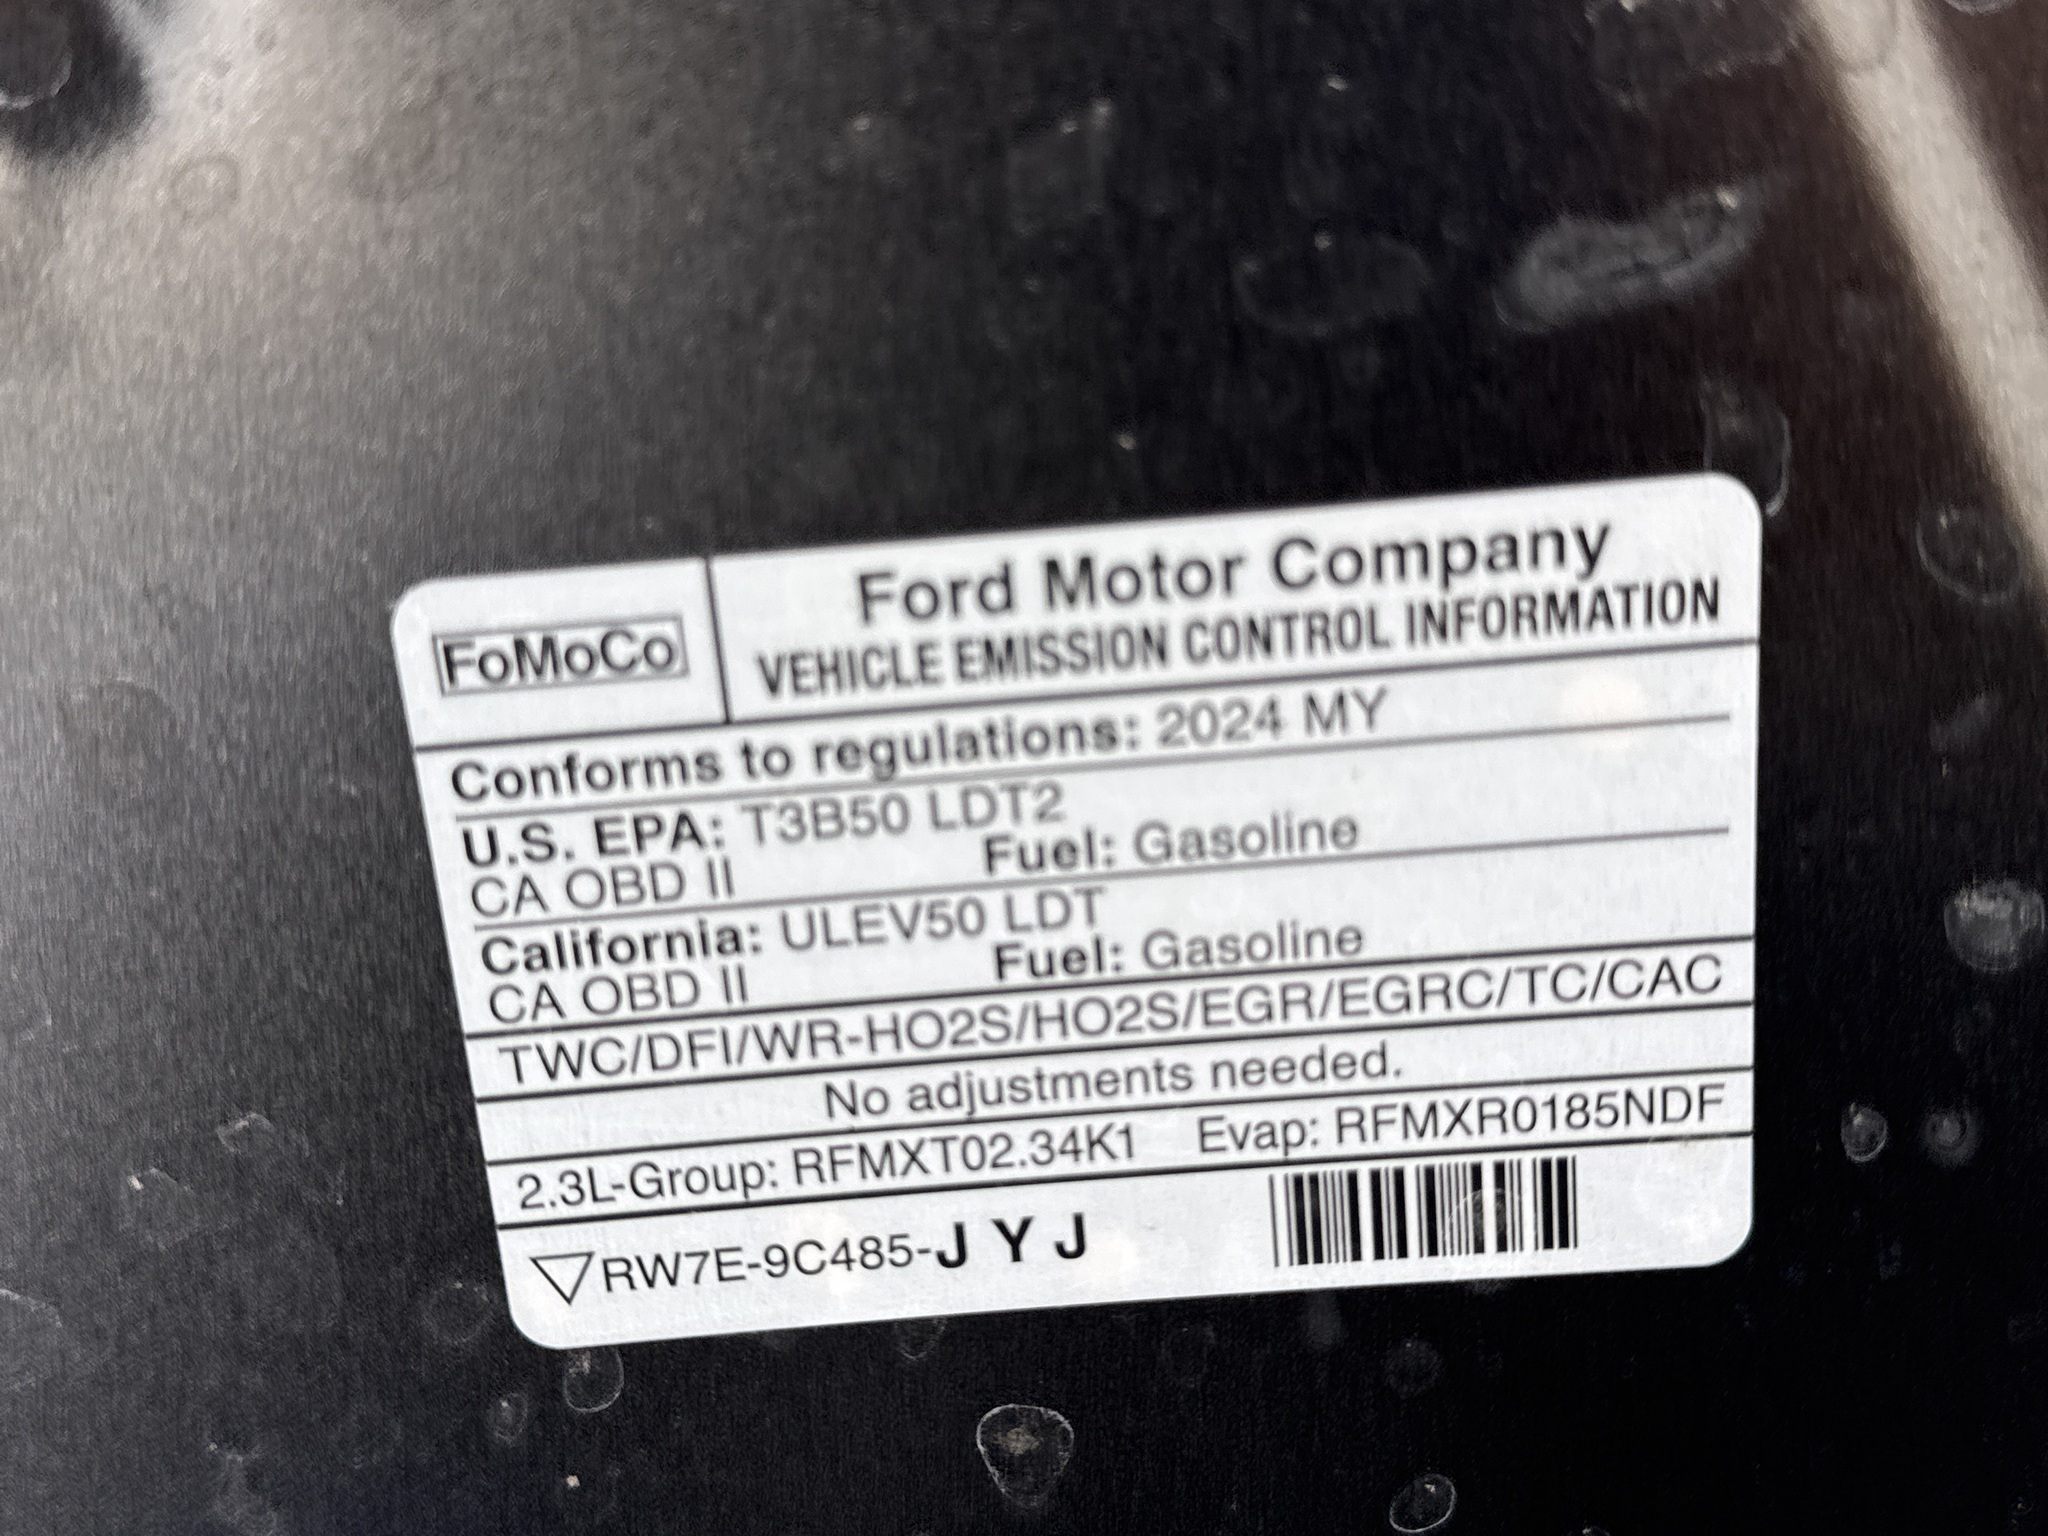 FoMoCo
Ford Motor Company
VEHICLE EMISSION CONTROL INFORMATION
Conforms to regulations: 2024 MY
U.S. EPA: T3B50 LDT2
CA OBD II Fuel: Gasoline
California: ULEV50 LDT
CA OBD II Fuel: Gasoline
TWC/DFI/WR-HO2S/HO2S/EGR/EGRC/TC/CAC
No adjustments needed.
2.3L-Group: RFMXT02.34K1 Evap: RFMXR0185NDF
RW7E-9C485-J Y J